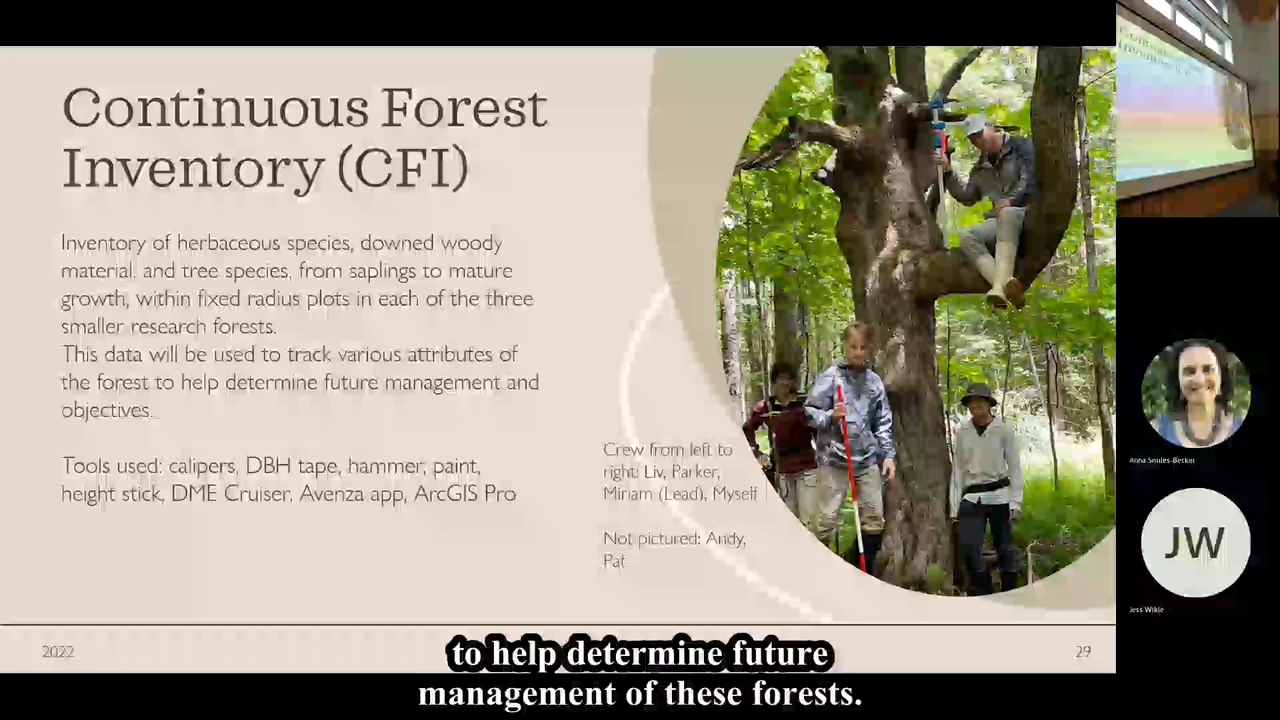 Continuous Forest
Inventory (CFI)
Inventory of herbaceous species, downed woody
material, and tree species, from saplings to mature
growth, within fixed radius plots in each of the three
smaller research forests.
This data will be used to track various attributes of
the forest to help determine future management and
objectives.
Tools used: calipers, DBH tape, hammer, paint,
height stick, DME Cruiser, Avenza app, ArcGIS Pro
Crew from left to
right: Liv, Parker,
Miriam (Lead), Myself
Not pictured: Andy,
Pat
2022
29
to help determine future
management of these forests.
Anna Smiles-Becker
JW
Jess Wikle